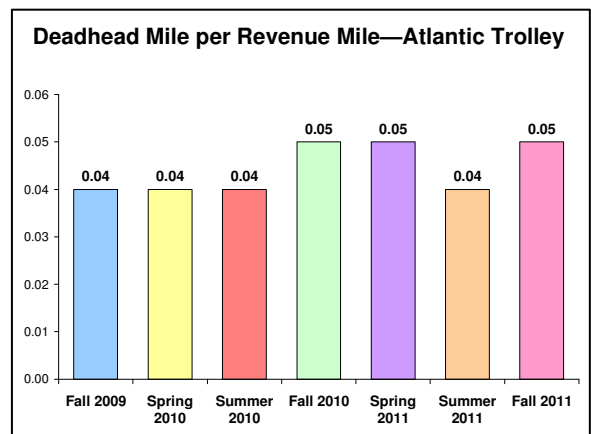 Deadhead Mile per Revenue Mile—Atlantic Trolley
0.06
0.05
0.04
0.03
0.02
0.01
0.00
0.04
0.04
0.04
0.05
0.05
0.04
0.05
Fall 2009
Spring
2010
Summer
2010
Fall 2010
Spring
2011
Summer
2011
Fall 2011